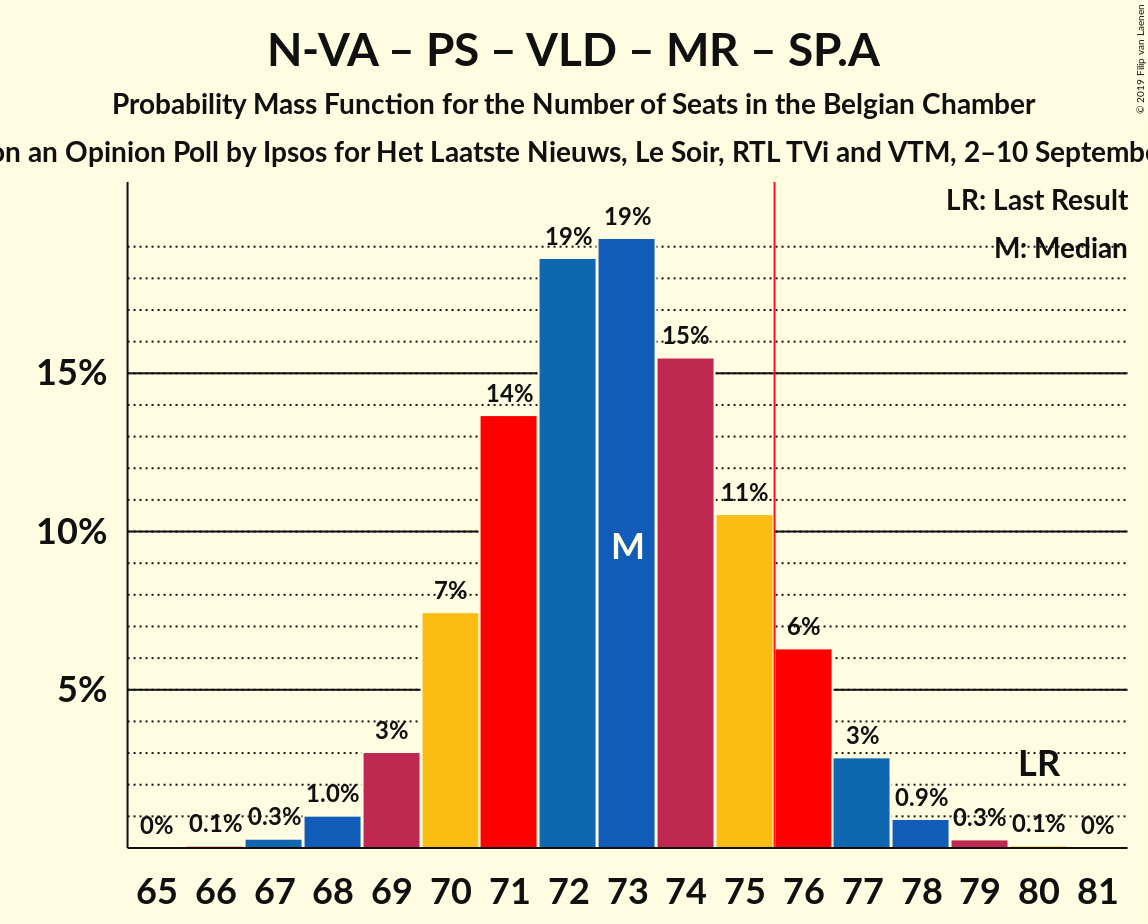 N-VA – PS – VLD – MR – SP.A
Probability Mass Function for the Number of Seats in the Belgian Chamber
on an Opinion Poll by Ipsos for Het Laatste Nieuws, Le Soir, RTL TVi and VTM, 2–10
© 2019 Filip van Laenen
LR: Last Result
M: Median
19%
19%
15%
15%
14%
11%
10%
M
7%
6%
5%
3%
3%
LR
1.0%
0.9%
0.3%
0.3%
0.1%
0.1%
0%
0%
65 66 67 68 69 70 71 72 73 74 75 76 77 78 79 80 81